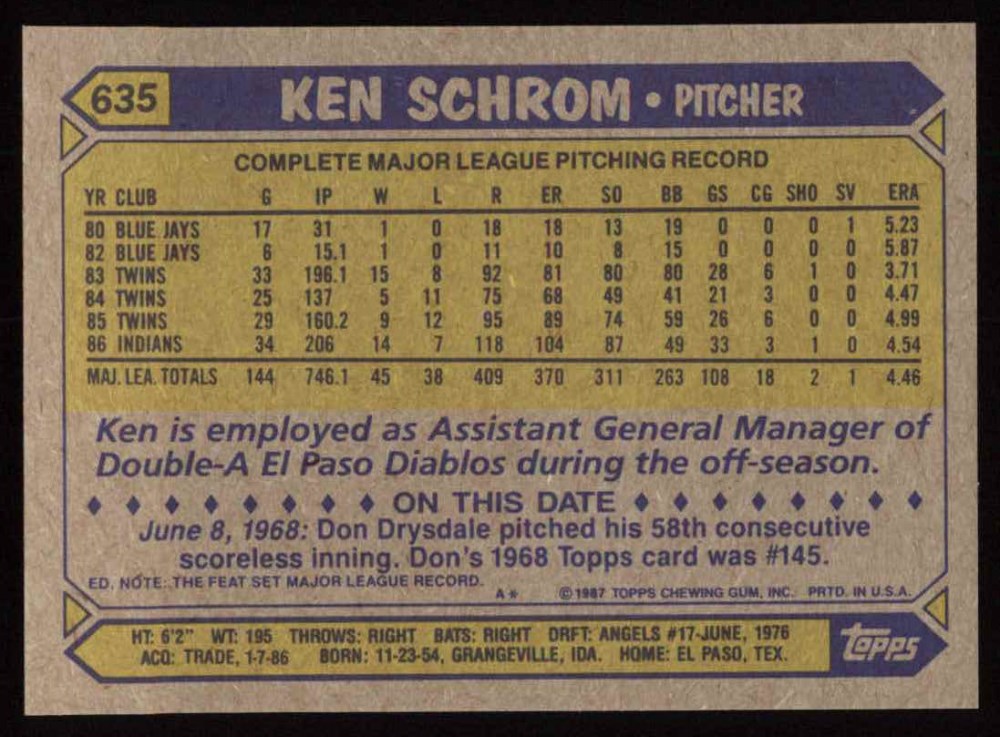 635 KEN SCHROM • PITCHER
COMPLETE MAJOR LEAGUE PITCHING RECORD
YR CLUB G IP W L R ER SO BB GS CG SHO SV ERA
80 BLUE JAYS 17 31 1 0 18 18 13 19 0 0 0 1 5.23
82 BLUE JAYS 6 15.1 1 0 11 10 8 15 0 0 0 0 5.87
83 TWINS 33 196.1 15 8 92 81 80 80 28 6 1 0 3.71
84 TWINS 25 137 5 11 75 68 49 41 21 3 0 0 4.47
85 TWINS 29 160.2 9 12 95 89 74 59 26 6 0 0 4.99
86 INDIANS 34 206 14 7 118 104 87 49 33 3 1 0 4.54
MAJ. LEA. TOTALS 144 746.1 45 38 409 370 311 263 108 18 2 1 4.46
Ken is employed as Assistant General Manager of
Double-A El Paso Diablos during the off-season.
♦ ♦ ♦ ♦ ♦ ♦ ♦ ♦ ON THIS DATE ♦ ♦ ♦ ♦ ♦ ♦ ♦ ♦
June 8, 1968: Don Drysdale pitched his 58th consecutive
scoreless inning. Don's 1968 Topps card was #145.
ED. NOTE: THE FEAT SET MAJOR LEAGUE RECORD.
A* ©1987 TOPPS CHEWING GUM, INC. PRTD. IN U.S.A.
HT: 6'2" WT: 195 THROWS: RIGHT BATS: RIGHT DRFT: ANGELS #17-JUNE, 1976
ACQ: TRADE, 1-7-86 BORN: 11-23-54, GRANGEVILLE, IDA. HOME: EL PASO, TEX.
topps